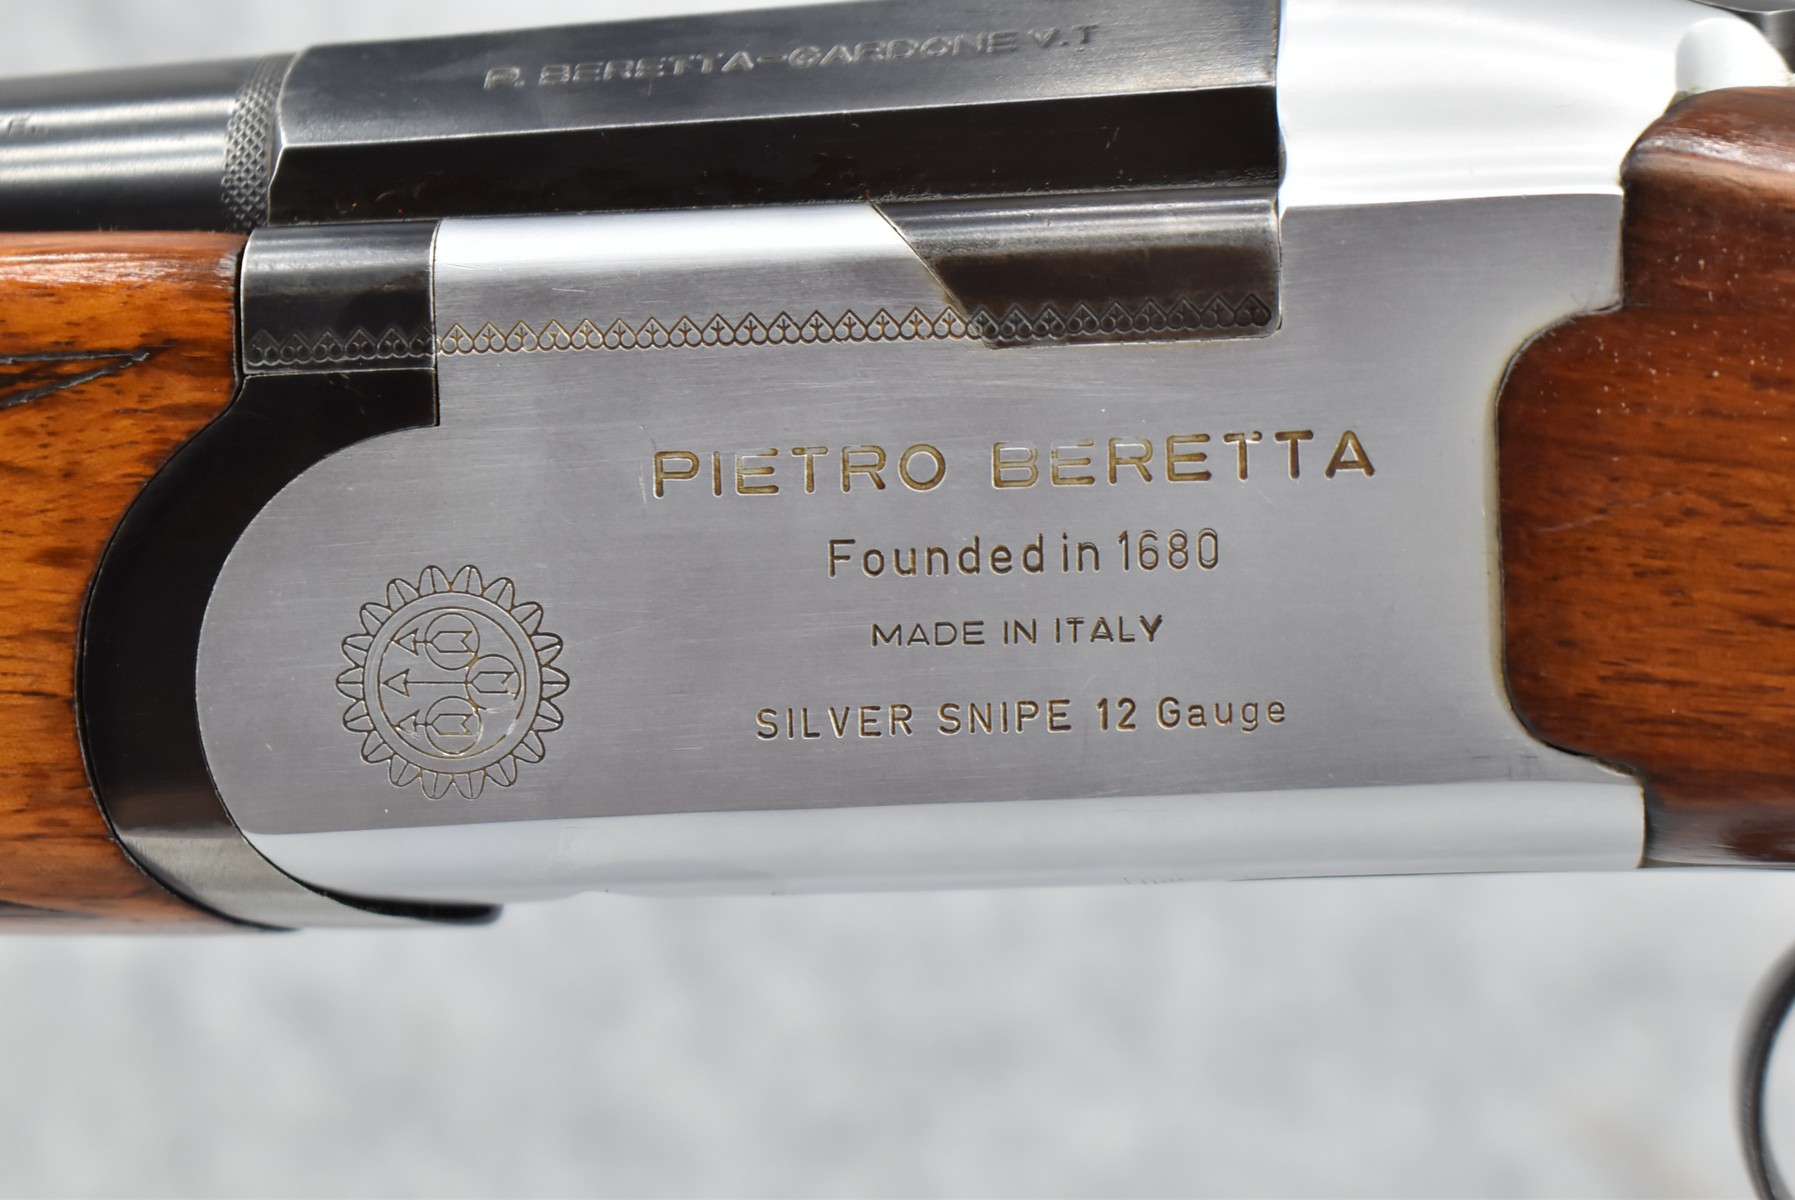 P. BERETTA-GARDONE V.T
PIETRO BERETTA
Founded in 1680
MADE IN ITALY
SILVER SNIPE 12 Gauge